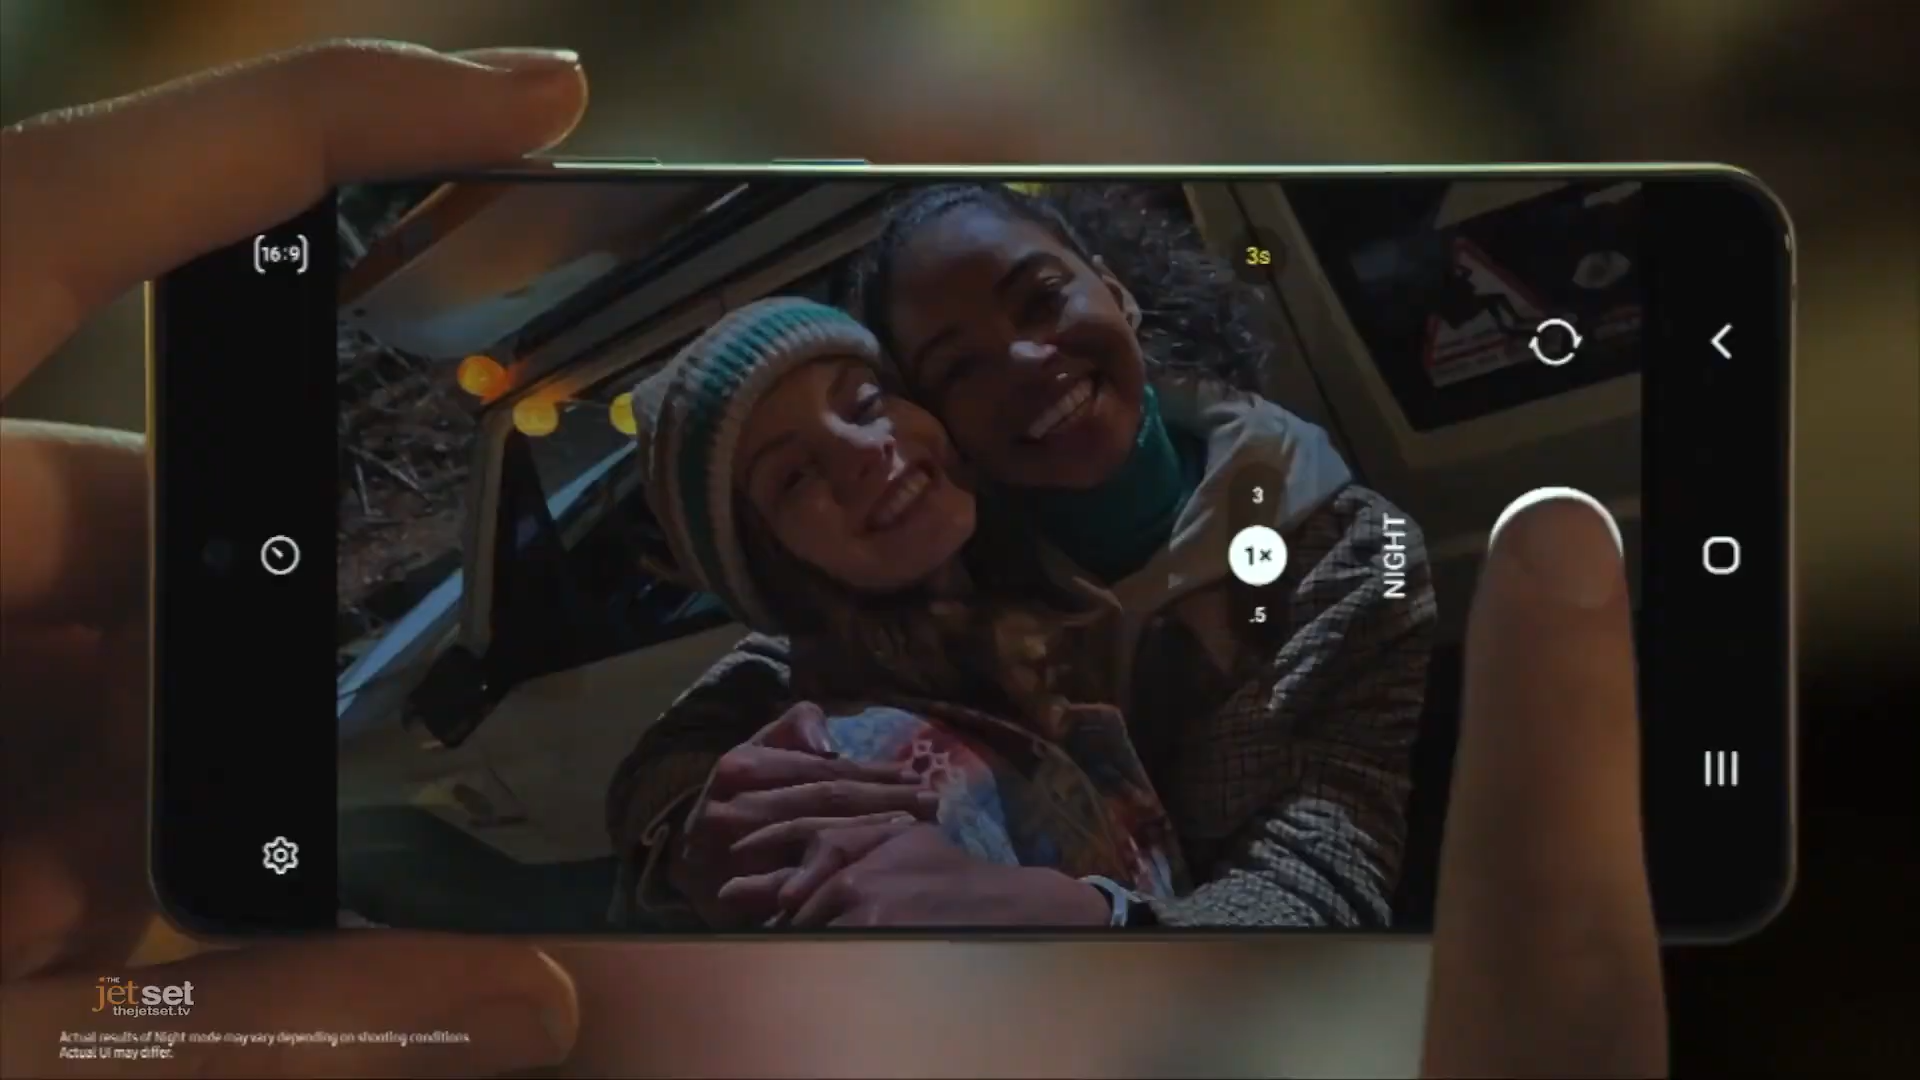 16:9
3s
3
1×
.5
NIGHT
THE
jetset
thejetset.tv
Actual results of Night mode may vary depending on shooting conditions.
Actual UI may differ.